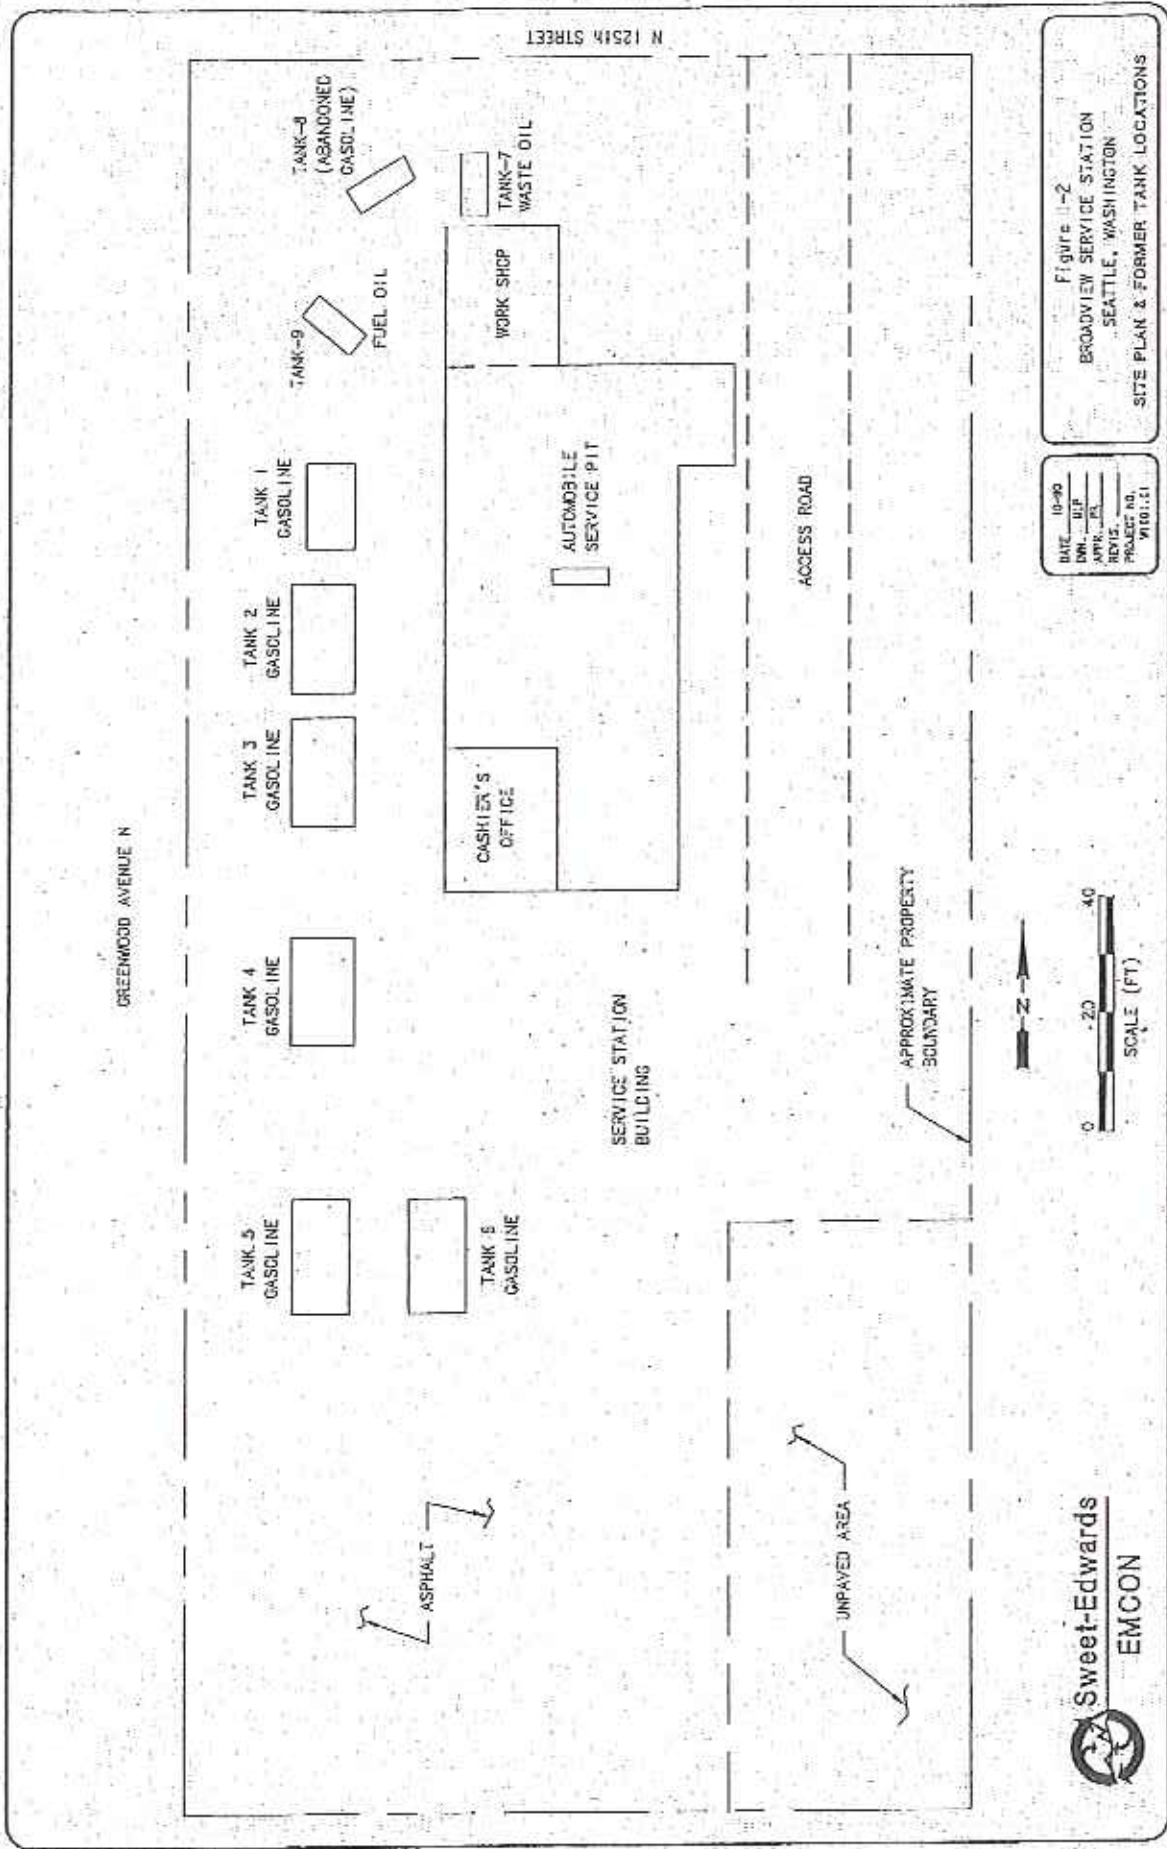 GREENWOOD AVENUE N
N 125th STREET
TANK 5
GASOLINE
TANK 4
GASOLINE
TANK 3
GASOLINE
TANK 2
GASOLINE
TANK 1
GASOLINE
TANK-9
FUEL OIL
TANK-8
(ABANDONED
GASOLINE)
TANK-7
WASTE OIL
TANK 6
GASOLINE
CASHIER'S
OFFICE
WORK SHOP
AUTOMOBILE
SERVICE PIT
SERVICE STATION
BUILDING
ASPHALT
ACCESS ROAD
UNPAVED AREA
APPROXIMATE PROPERTY
BOUNDARY
N
0 20 40
SCALE (FT)
Sweet-Edwards
EMCON
DATE 10-90
DWN.
APPR.
REVIS.
PROJECT NO.
Figure
BROADVIEW SERVICE STATION
SEATTLE, WASHINGTON
SITE PLAN & FORMER TANK LOCATIONS